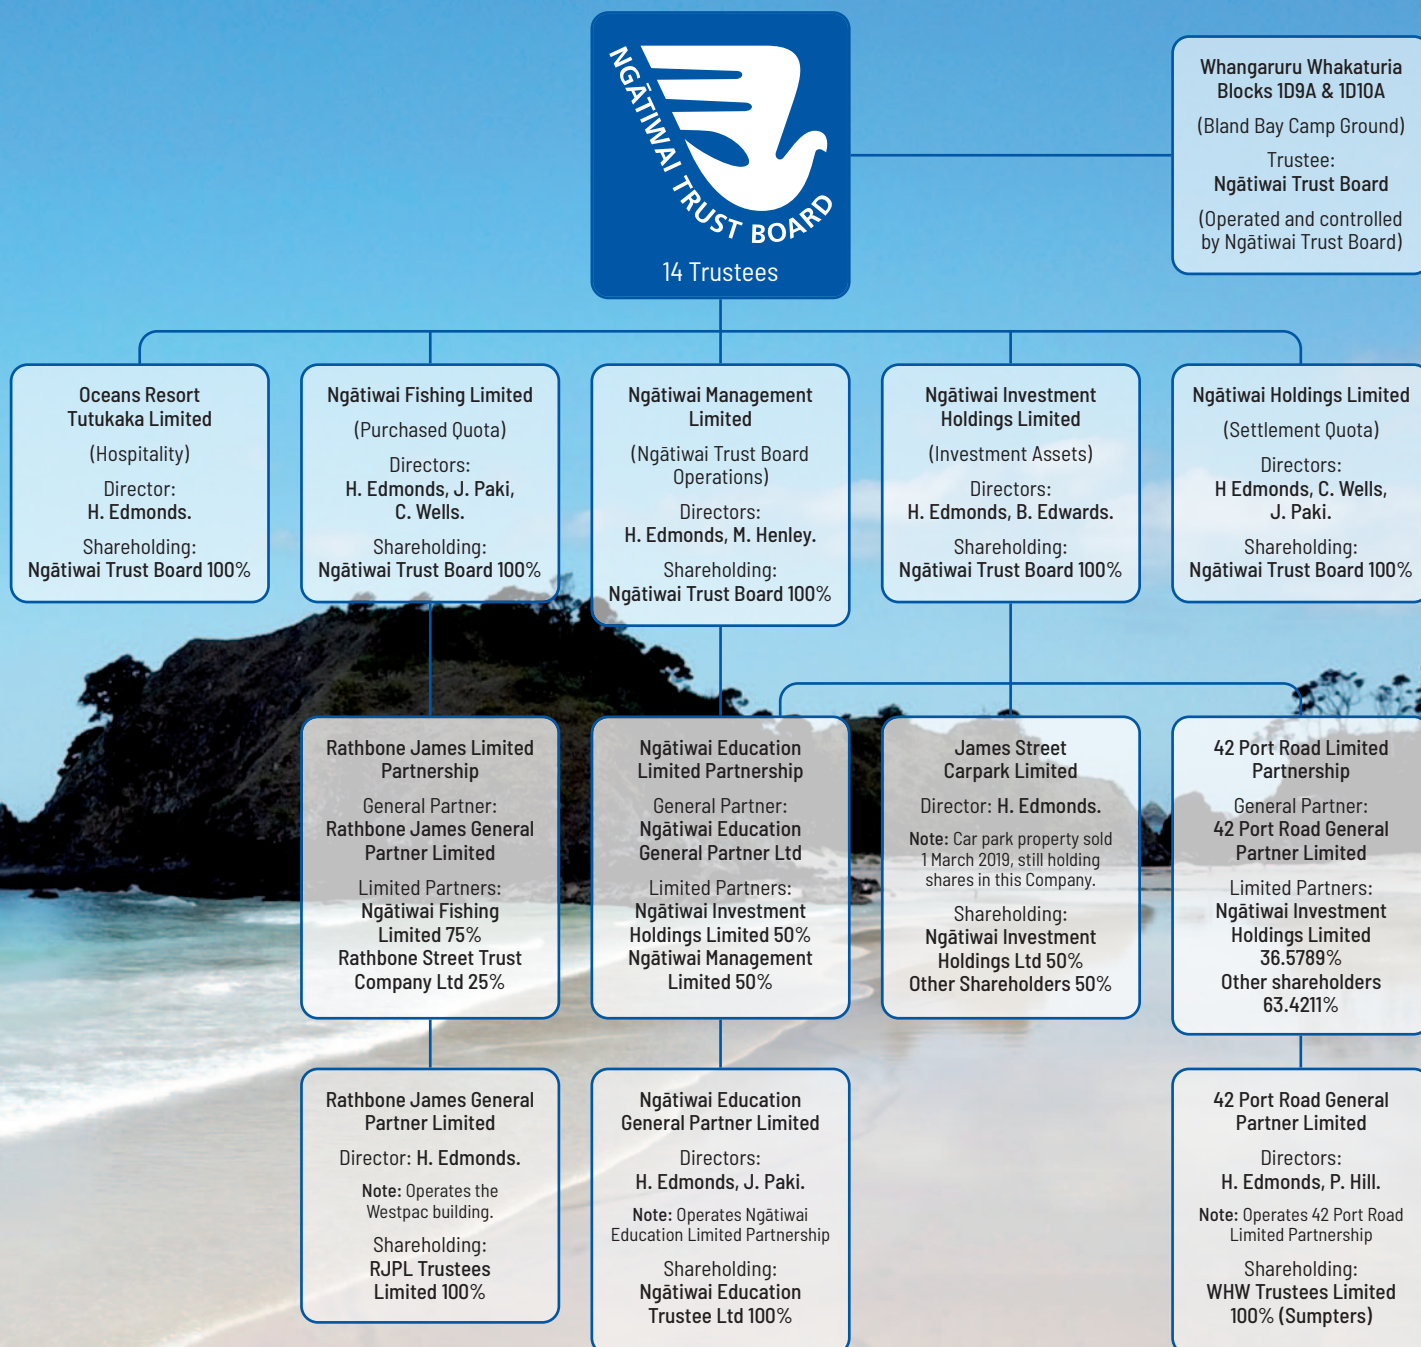 NGĀTIWAI TRUST BOARD
14 Trustees
Whangaruru Whakaturia
Blocks 1D9A & 1D10A
(Bland Bay Camp Ground)
Trustee:
Ngātiwai Trust Board
(Operated and controlled
by Ngātiwai Trust Board)
Oceans Resort
Tutukaka Limited
(Hospitality)
Director:
H. Edmonds.
Shareholding:
Ngātiwai Trust Board 100%
Ngātiwai Fishing Limited
(Purchased Quota)
Directors:
H. Edmonds, J. Paki,
C. Wells.
Shareholding:
Ngātiwai Trust Board 100%
Ngātiwai Management
Limited
(Ngātiwai Trust Board
Operations)
Directors:
H. Edmonds, M. Henley.
Shareholding:
Ngātiwai Trust Board 100%
Ngātiwai Investment
Holdings Limited
(Investment Assets)
Directors:
H. Edmonds, B. Edwards.
Shareholding:
Ngātiwai Trust Board 100%
Ngātiwai Holdings Limited
(Settlement Quota)
Directors:
H Edmonds, C. Wells,
J. Paki.
Shareholding:
Ngātiwai Trust Board 100%
Rathbone James Limited
Partnership
General Partner:
Rathbone James General
Partner Limited
Limited Partners:
Ngātiwai Fishing
Limited 75%
Rathbone Street Trust
Company Ltd 25%
Ngātiwai Education
Limited Partnership
General Partner:
Ngātiwai Education
General Partner Ltd
Limited Partners:
Ngātiwai Investment
Holdings Limited 50%
Ngātiwai Management
Limited 50%
James Street
Carpark Limited
Director: H. Edmonds.
Note: Car park property sold
1 March 2019, still holding
shares in this Company.
Shareholding:
Ngātiwai Investment
Holdings Ltd 50%
Other Shareholders 50%
42 Port Road Limited
Partnership
General Partner:
42 Port Road General
Partner Limited
Limited Partners:
Ngātiwai Investment
Holdings Limited
36.5789%
Other shareholders
63.4211%
Rathbone James General
Partner Limited
Director: H. Edmonds.
Note: Operates the
Westpac building.
Shareholding:
RJPL Trustees
Limited 100%
Ngātiwai Education
General Partner Limited
Directors:
H. Edmonds, J. Paki.
Note: Operates Ngātiwai
Education Limited Partnership
Shareholding:
Ngātiwai Education
Trustee Ltd 100%
42 Port Road General
Partner Limited
Directors:
H. Edmonds, P. Hill.
Note: Operates 42 Port Road
Limited Partnership
Shareholding:
WHW Trustees Limited
100% (Sumpters)